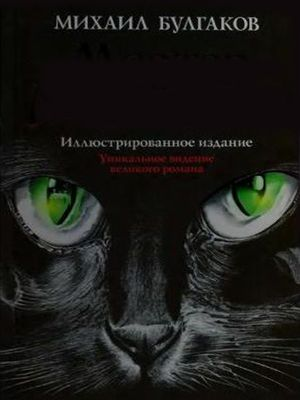 МИХАИЛ БУЛГАКОВ
Иллюстрированное издание
Уникальное видение
великого романа